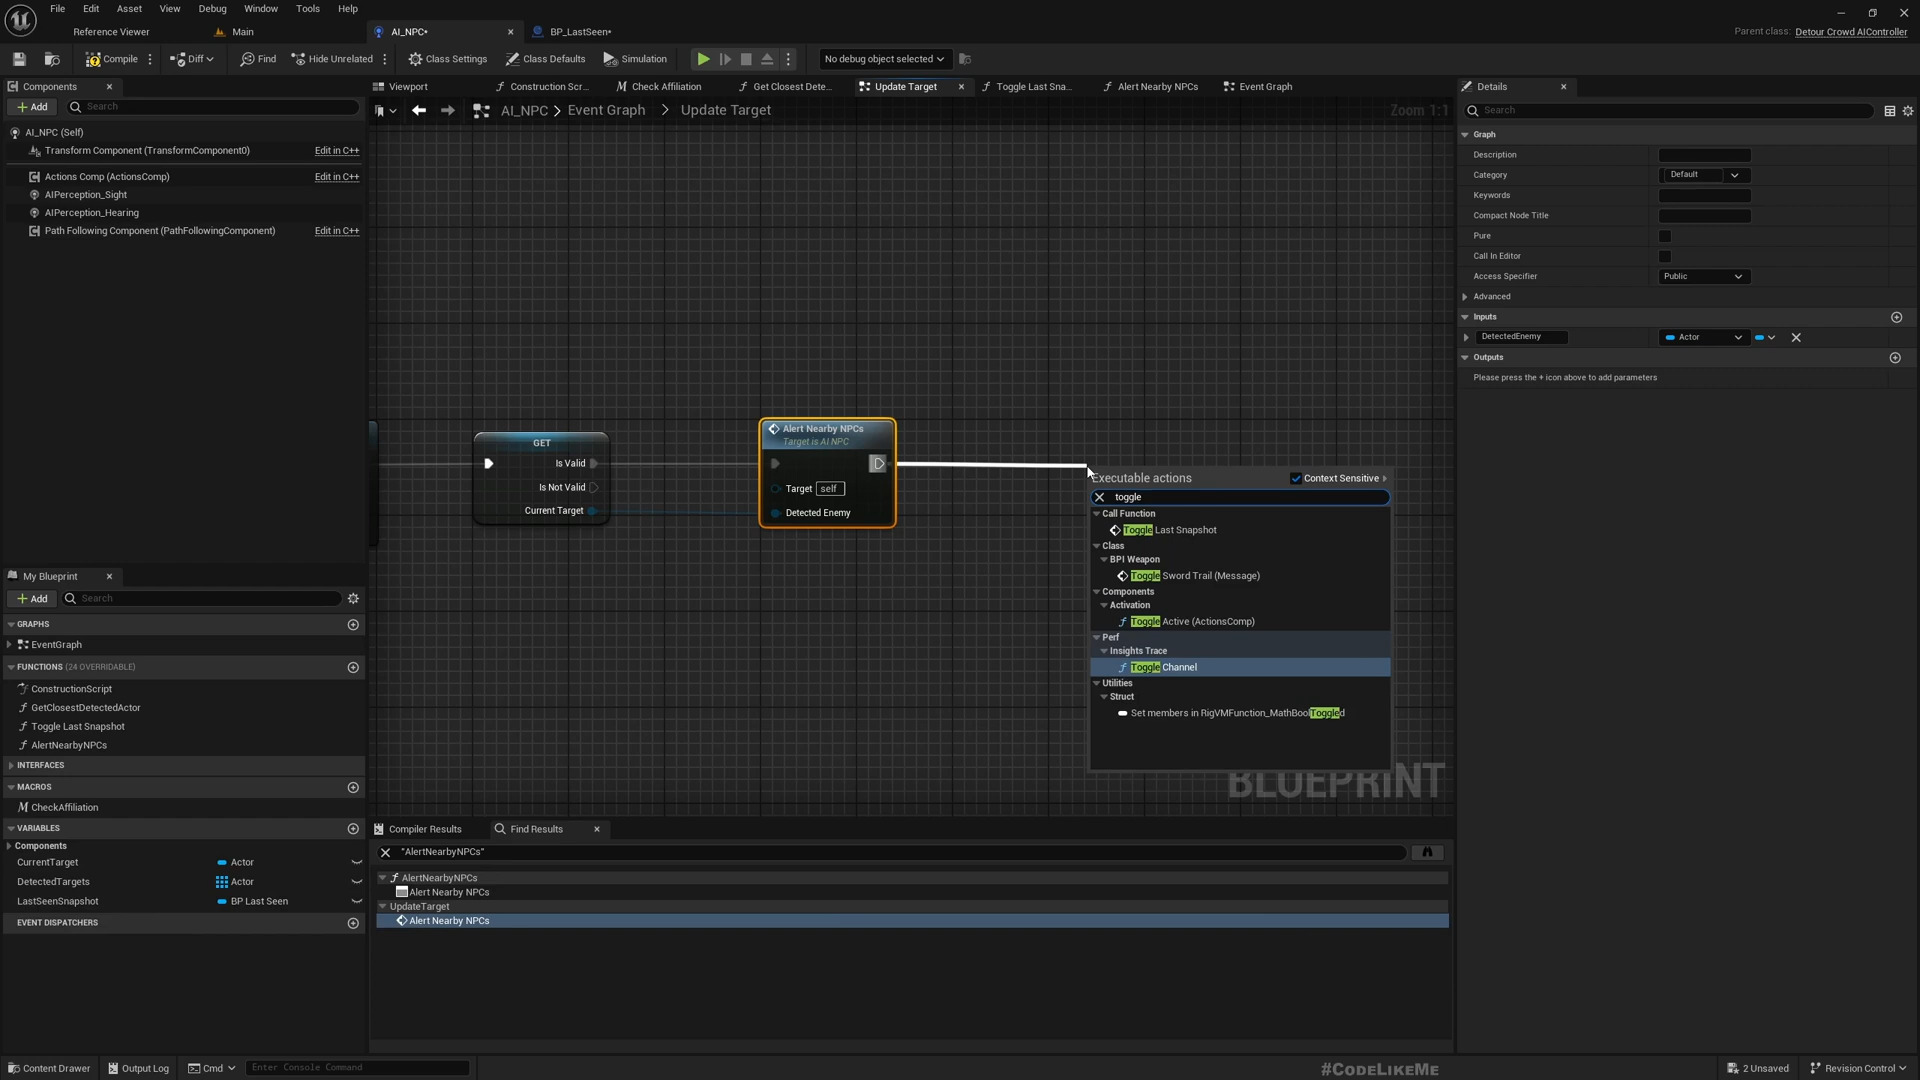 File Edit Asset View Debug Window Tools Help
Reference Viewer Main AI_NPC• BP_LastSeen•
Parent class: Detour Crowd AIController
Compile Diff Find Hide Unrelated Class Settings Class Defaults Simulation No debug object selected
Components
Add Search
AI_NPC (Self)
Transform Component (TransformComponent0) Edit in C++
Actions Comp (ActionsComp) Edit in C++
AIPerception_Sight
AIPerception_Hearing
Path Following Component (PathFollowingComponent) Edit in C++
Viewport Construction Scr... Check Affiliation Get Closest Dete... Update Target Toggle Last Sna... Alert Nearby NPCs Event Graph
AI_NPC > Event Graph > Update Target Zoom 1:1
GET
Is Valid
Is Not Valid
Current Target
Alert Nearby NPCs
Target is AI NPC
Target self
Detected Enemy
Executable actions Context Sensitive
toggle
Call Function
Toggle Last Snapshot
Class
BPI Weapon
Toggle Sword Trail (Message)
Components
Activation
Toggle Active (ActionsComp)
Perf
Insights Trace
Toggle Channel
Utilities
Struct
Set members in RigVMFunction_MathBoolToggled
BLUEPRINT
Details
Search
Graph
Description
Category Default
Keywords
Compact Node Title
Pure
Call In Editor
Access Specifier Public
Advanced
Inputs
DetectedEnemy Actor
Outputs
Please press the + icon above to add parameters
My Blueprint
Add Search
GRAPHS
EventGraph
FUNCTIONS (24 OVERRIDABLE)
ConstructionScript
GetClosestDetectedActor
Toggle Last Snapshot
AlertNearbyNPCs
INTERFACES
MACROS
CheckAffiliation
VARIABLES
Components
CurrentTarget Actor
DetectedTargets Actor
LastSeenSnapshot BP Last Seen
EVENT DISPATCHERS
Compiler Results Find Results
"AlertNearbyNPCs"
AlertNearbyNPCs
Alert Nearby NPCs
UpdateTarget
Alert Nearby NPCs
Content Drawer Output Log Cmd Enter Console Command #CodeLikeMe 2 Unsaved Revision Control